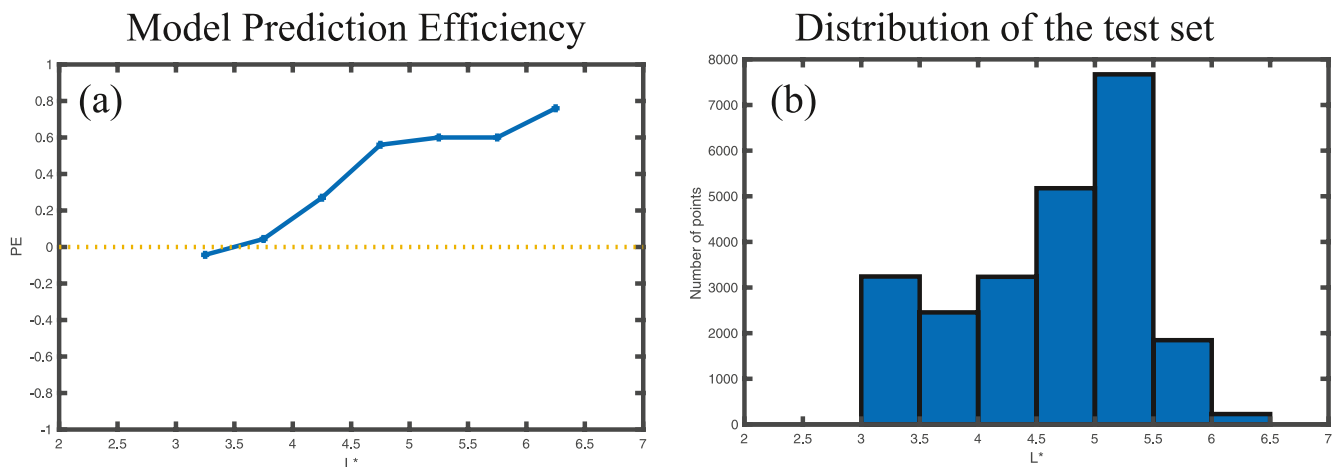 Model Prediction Efficiency
(a)
1
0.8
0.6
0.4
0.2
0
-0.2
-0.4
-0.6
-0.8
-1
PE
2 2.5 3 3.5 4 4.5 5 5.5 6 6.5 7
L*
Distribution of the test set
(b)
8000
7000
6000
5000
4000
3000
2000
1000
0
Number of points
2 2.5 3 3.5 4 4.5 5 5.5 6 6.5 7
L*